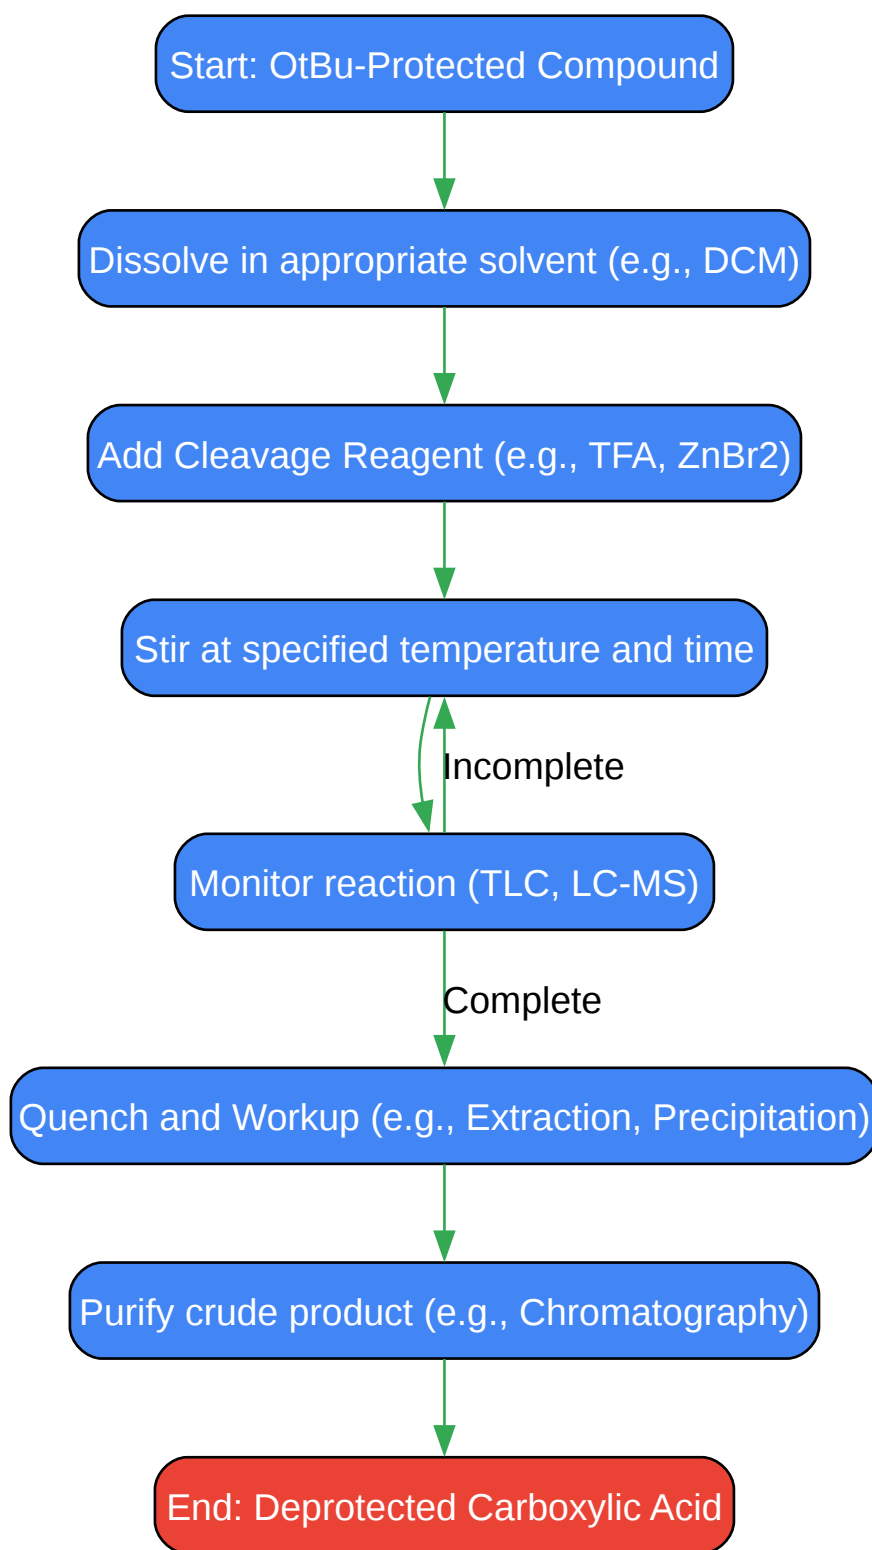 Start: OtBu-Protected Compound
Dissolve in appropriate solvent (e.g., DCM)
Add Cleavage Reagent (e.g., TFA, ZnBr2)
Stir at specified temperature and time
Incomplete
Monitor reaction (TLC, LC-MS)
Complete
Quench and Workup (e.g., Extraction, Precipitation)
Purify crude product (e.g., Chromatography)
End: Deprotected Carboxylic Acid